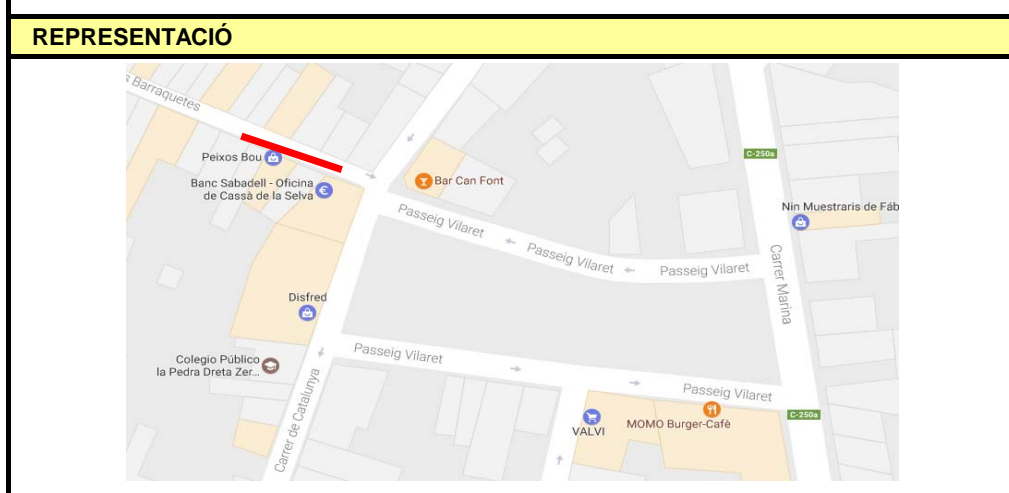 REPRESENTACIÓ
s Barraquetes
Peixos Bou
Banc Sabadell - Oficina
de Cassà de la Selva
Bar Can Font
C-250a
Nin Muestraris de Fáb
Passeig Vilaret
Passeig Vilaret
Passeig Vilaret
Carrer Marina
Disfred
Colegio Público
la Pedra Dreta Zer...
Passeig Vilaret
Passeig Vilaret
Carrer de Catalunya
VALVI
MOMO Burger-Cafè
C-250a